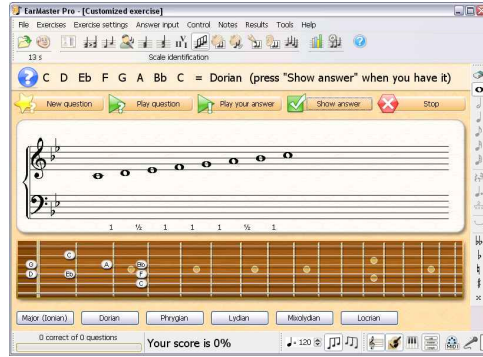 EarMaster Pro - [Customized exercise]
File Exercises Exercise settings Answer input Control Notes Results Tools Help
13 s Scale identification
C D Eb F G A Bb C = Dorian (press "Show answer" when you have it)
New question Play question Play your answer Show answer Stop
1 ½ 1 1 1 ½ 1
C
G A Bb
D Eb F
G
Major (Ionian) Dorian Phrygian Lydian Mixolydian Locrian
0 correct of 0 questions Your score is 0% = 120 MIDI